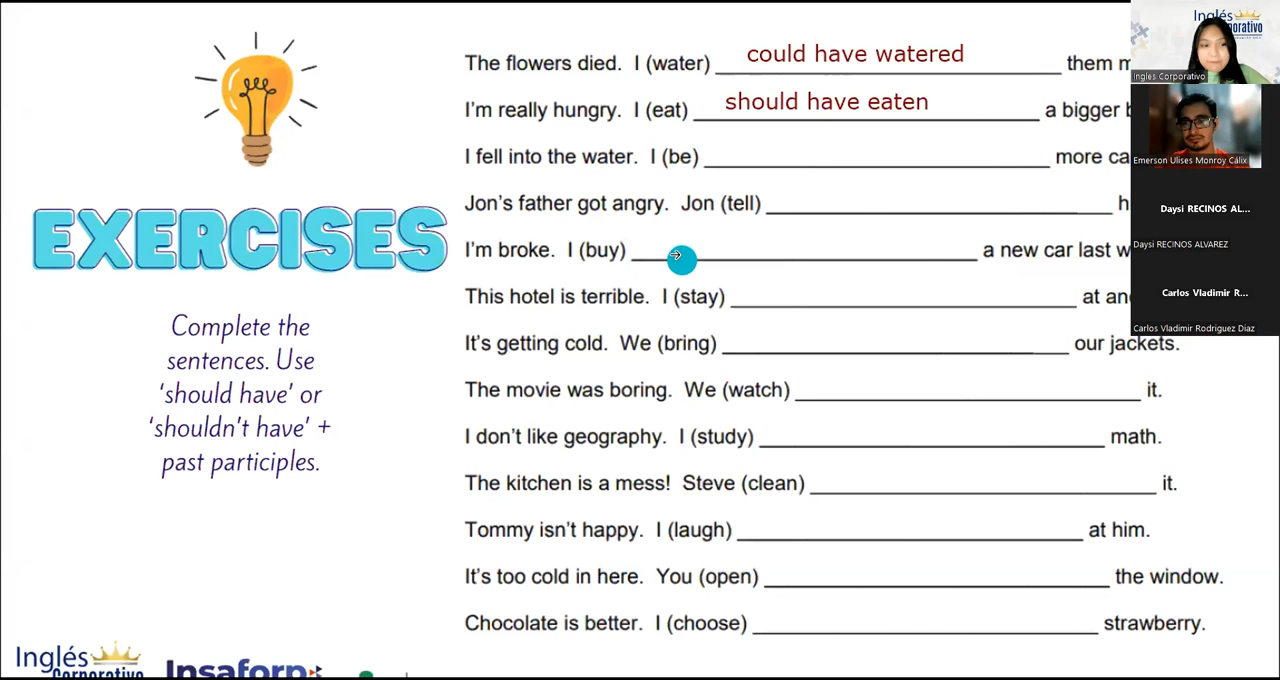 The flowers died. I (water) could have watered them m
I'm really hungry. I (eat) should have eaten a bigger b
I fell into the water. I (be) more ca
Jon's father got angry. Jon (tell) h
I'm broke. I (buy) a new car last w
This hotel is terrible. I (stay) at an
It's getting cold. We (bring) our jackets.
The movie was boring. We (watch) it.
I don't like geography. I (study) math.
The kitchen is a mess! Steve (clean) it.
Tommy isn't happy. I (laugh) at him.
It's too cold in here. You (open) the window.
Chocolate is better. I (choose) strawberry.
EXERCISES
Complete the
sentences. Use
'should have' or
'shouldn't have' +
past participles.
Inglés
Corporativo
Insaforp
Inglés
Ingles Corporativo
Emerson Ulises Monroy Cálix
Daysi RECINOS AL...
Daysi RECINOS ALVAREZ
Carlos Vladimir R...
Carlos Vladimir Rodriguez Diaz